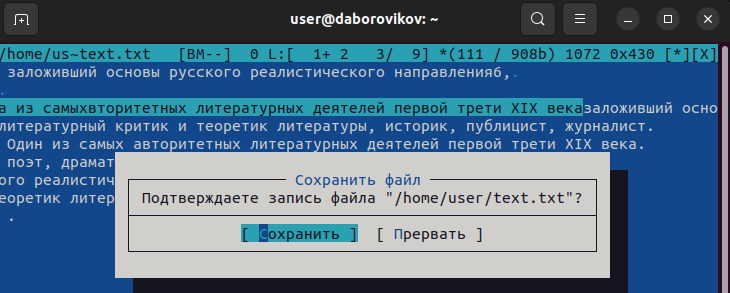 user@daborovikov: ~
/home/us~text.txt   [BM--]  0 L:[  1+ 2   3/  9] *(111 / 908b) 1072 0x430 [*][X]
заложивший основы русского реалистического направления6,.
.
а из самыхвторитетных литературных деятелей первой трети XIX веказаложивший осно
литературный критик и теоретик литературы, историк, публицист, журналист.
Один из самых авторитетных литературных деятелей первой трети XIX века.
поэт, драмат
ого реалистич
еоретик литер
.
Сохранить файл
Подтверждаете запись файла "/home/user/text.txt"?
[ Сохранить ]  [ Прервать ]